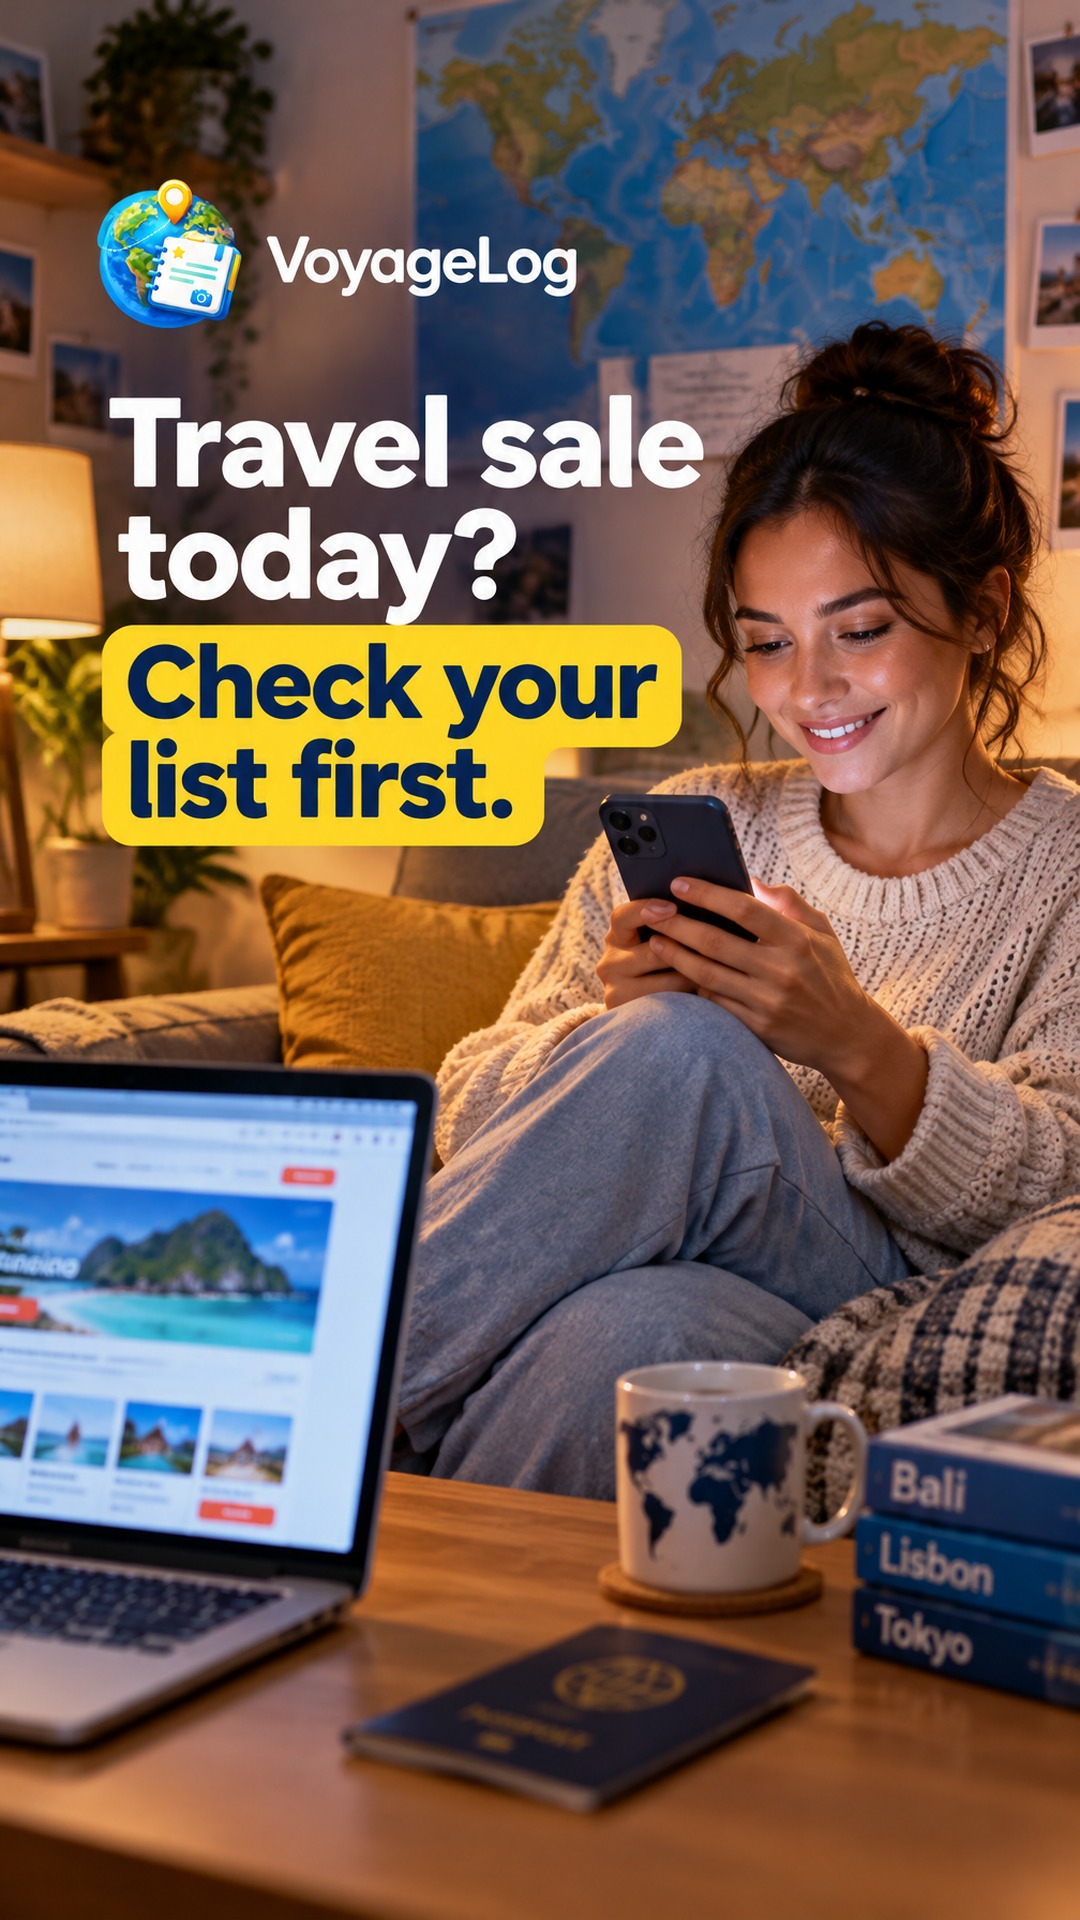 VoyageLog
Travel sale
today?
Check your
list first.
Bali
Lisbon
Tokyo